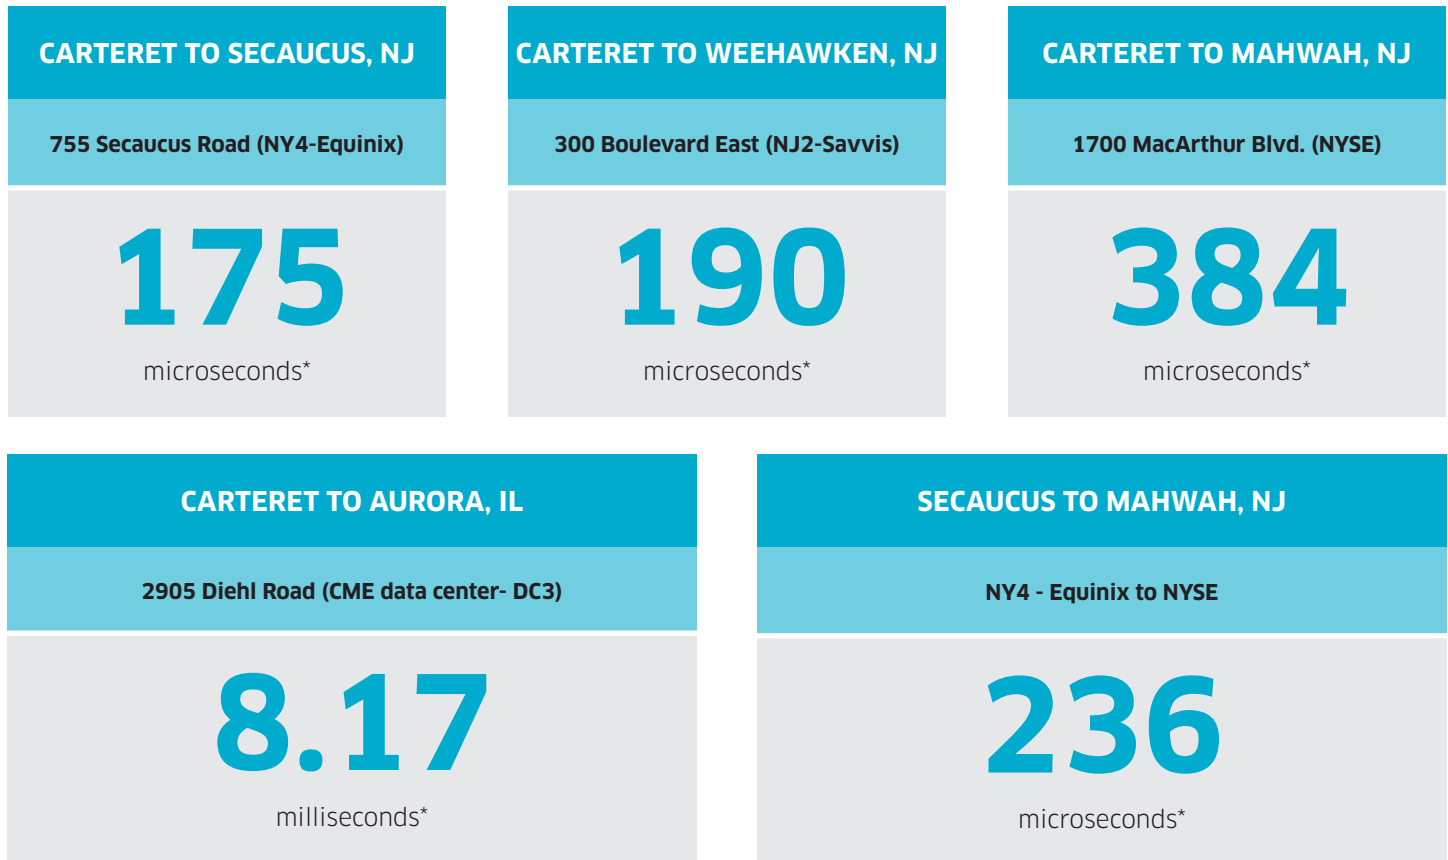 CARTERET TO SECAUCUS, NJ
755 Secaucus Road (NY4-Equinix)
175
microseconds*
CARTERET TO WEEHAWKEN, NJ
300 Boulevard East (NJ2-Savvis)
190
microseconds*
CARTERET TO MAHWAH, NJ
1700 MacArthur Blvd. (NYSE)
384
microseconds*
CARTERET TO AURORA, IL
2905 Diehl Road (CME data center- DC3)
8.17
milliseconds*
SECAUCUS TO MAHWAH, NJ
NY4 - Equinix to NYSE
236
microseconds*